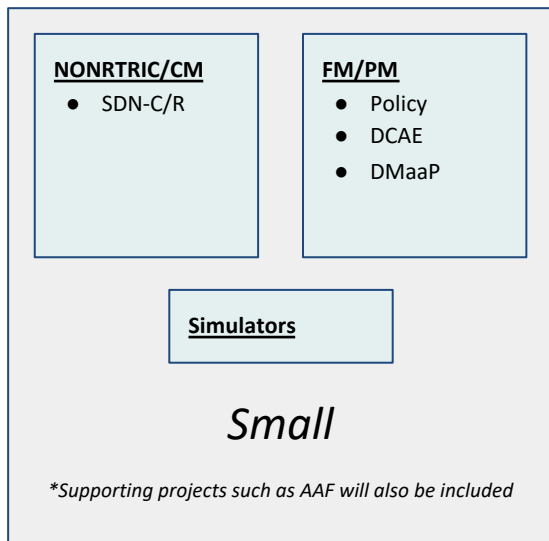 NONRTRIC/CM
● SDN-C/R
FM/PM
● Policy
● DCAE
● DMaaP
Simulators
Small
*Supporting projects such as AAF will also be included